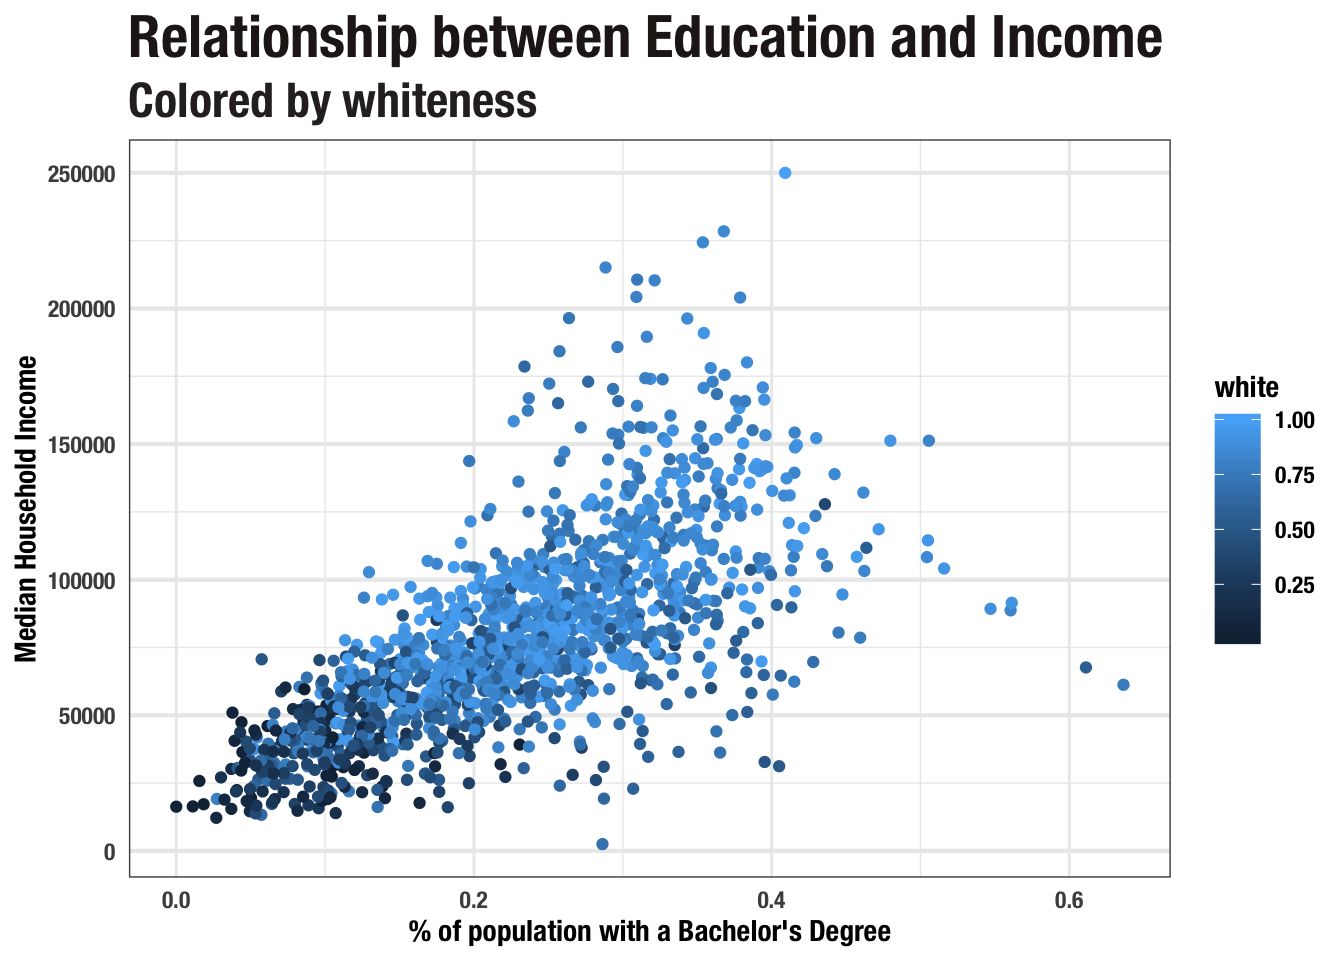 Relationship between Education and Income
Colored by whiteness
250000
200000
150000
100000
50000
0
Median Household Income
0.0 0.2 0.4 0.6
% of population with a Bachelor's Degree
white
1.00
0.75
0.50
0.25